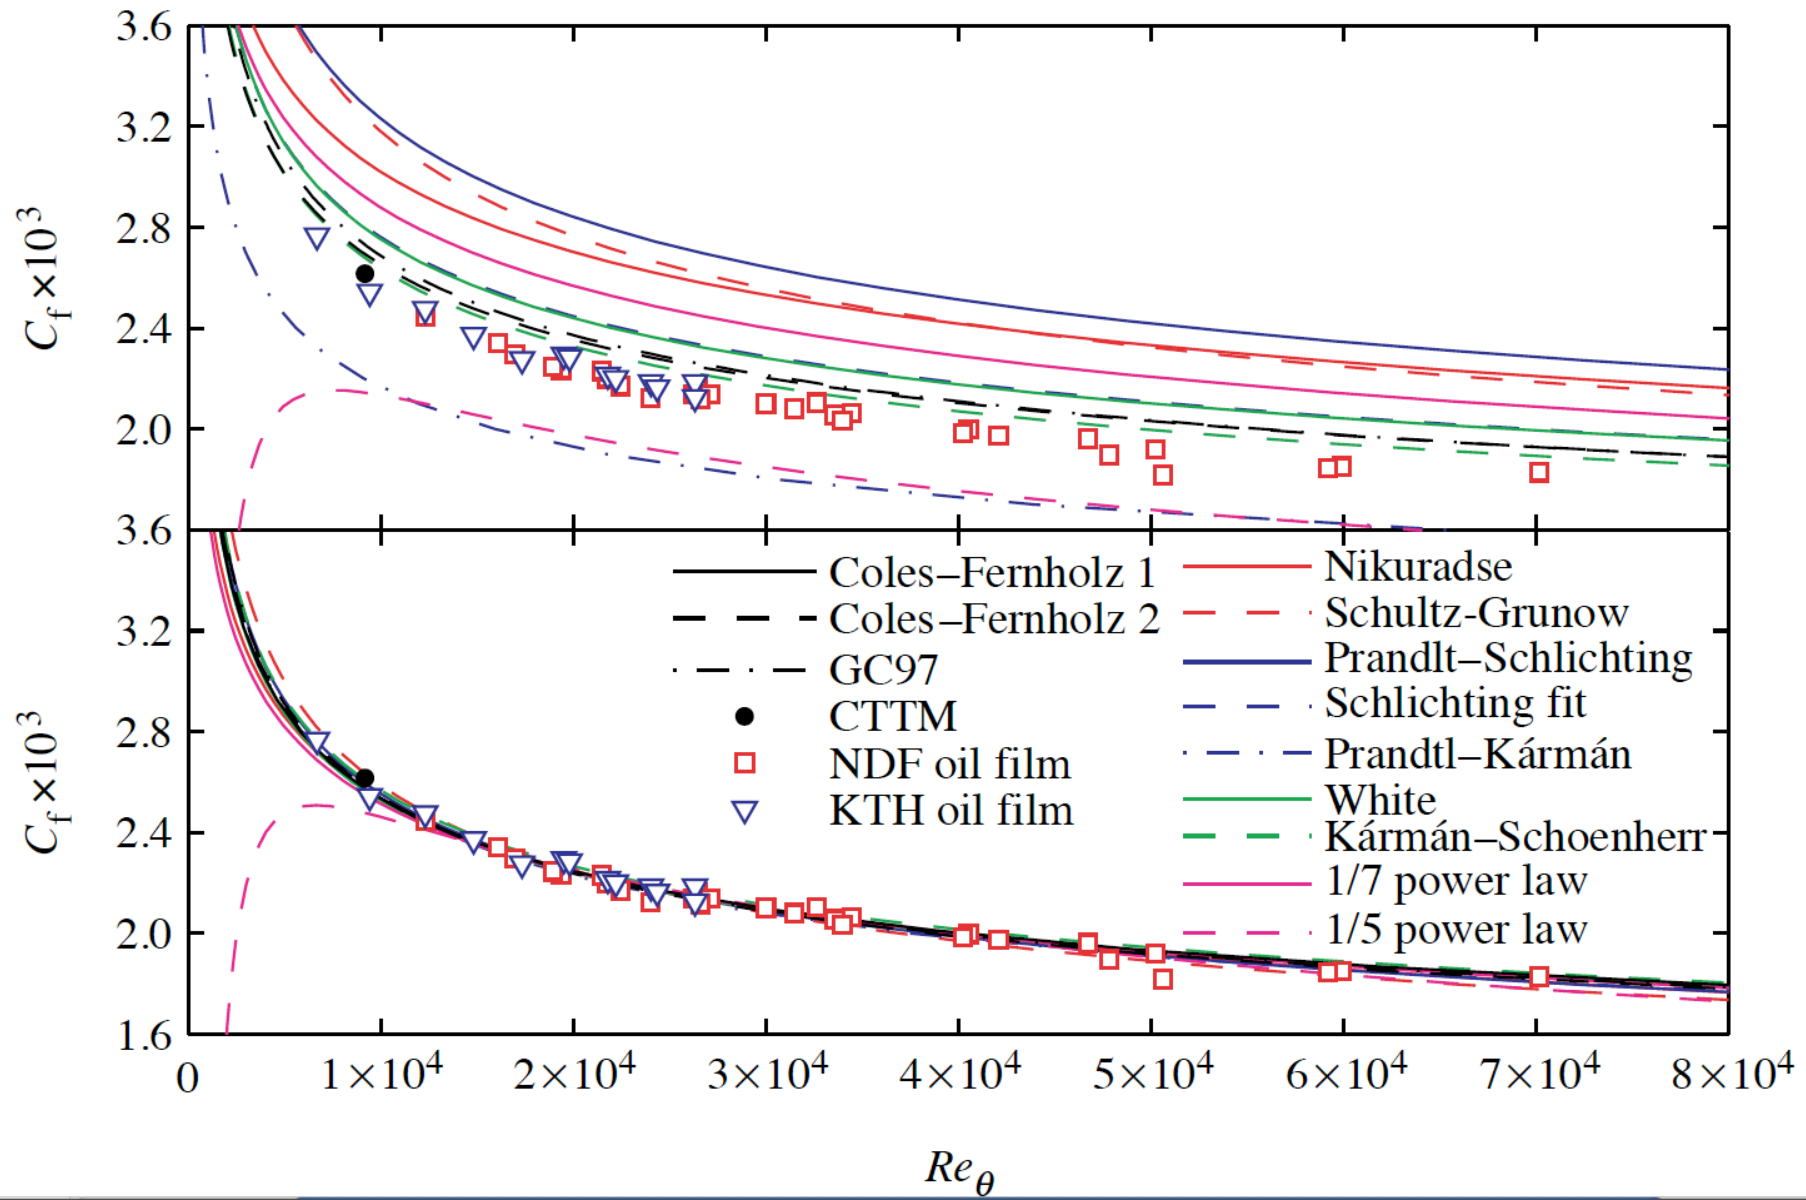 3.6
3.2
2.8
2.4
2.0
C_f × 10^3
3.6
3.2
2.8
2.4
2.0
1.6
C_f × 10^3
Coles–Fernholz 1
Coles–Fernholz 2
GC97
CTTM
NDF oil film
KTH oil film
Nikuradse
Schultz-Grunow
Prandlt–Schlichting
Schlichting fit
Prandtl–Kármán
White
Kármán–Schoenherr
1/7 power law
1/5 power law
0 1×10^4 2×10^4 3×10^4 4×10^4 5×10^4 6×10^4 7×10^4 8×10^4
Re_θ